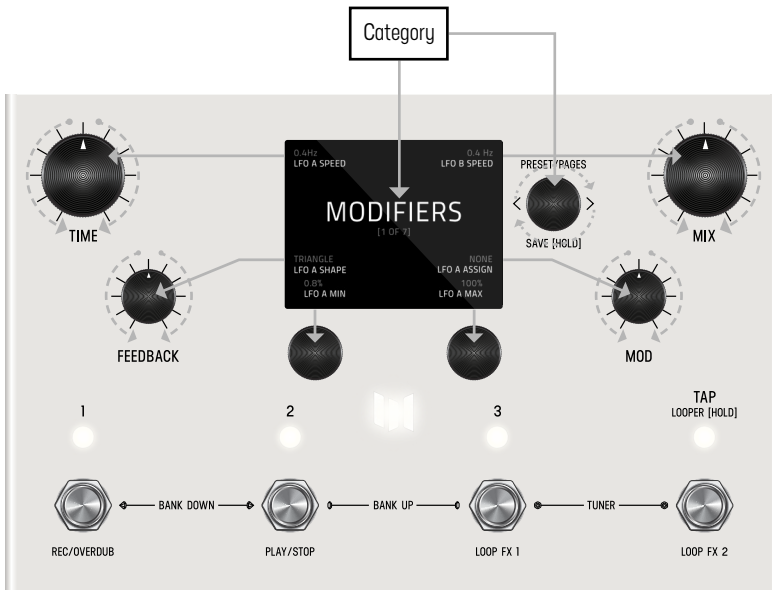 Category
0.4Hz
LFO A SPEED
0.4 Hz
LFO B SPEED
PRESET/PAGES
MODIFIERS
[1 OF 7]
TIME
SAVE [HOLD]
MIX
TRIANGLE
LFO A SHAPE
NONE
LFO A ASSIGN
0.8%
LFO A MIN
100%
LFO A MAX
FEEDBACK
MOD
1
2
3
TAP
LOOPER [HOLD]
BANK DOWN
BANK UP
TUNER
REC/OVERDUB
PLAY/STOP
LOOP FX 1
LOOP FX 2